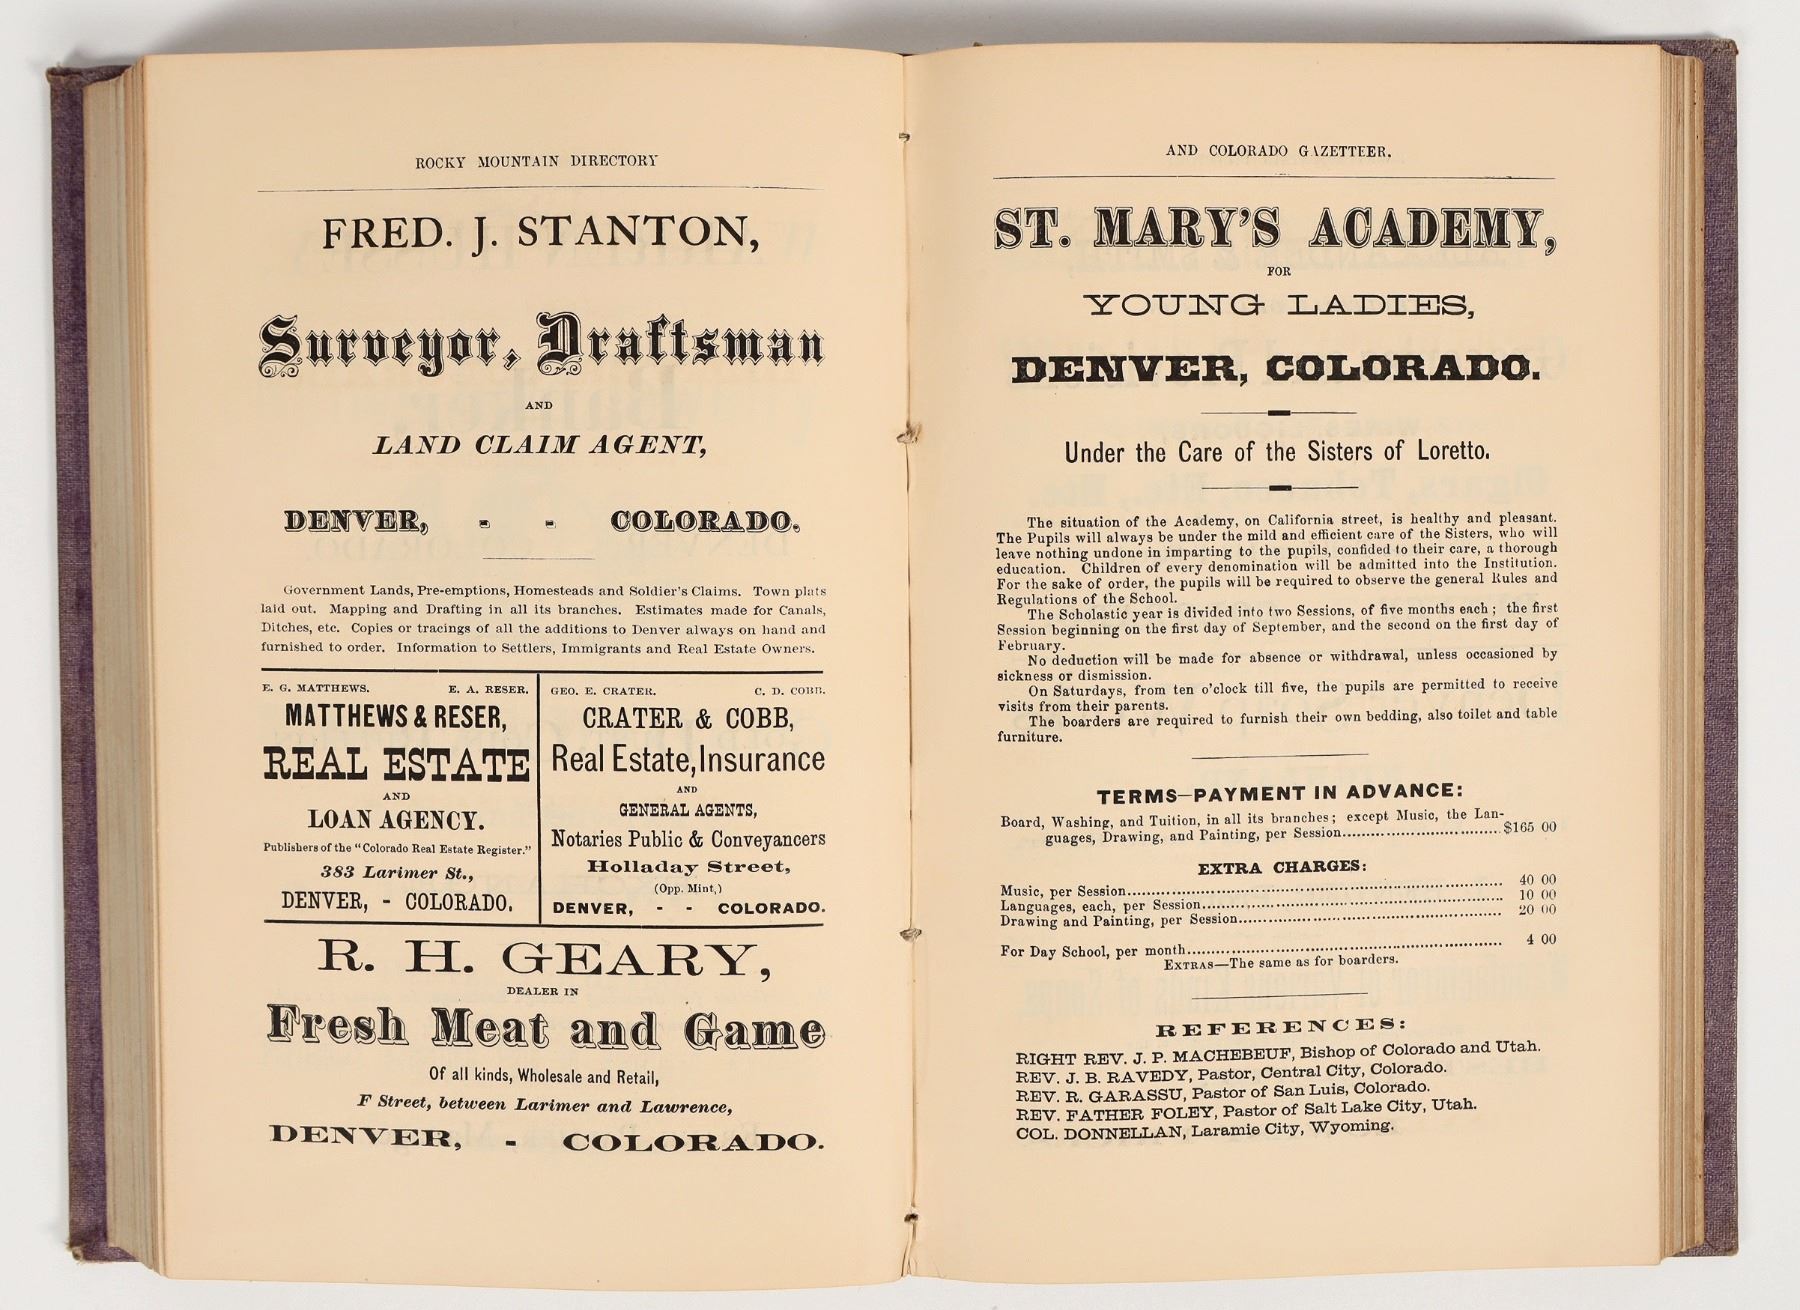 ROCKY MOUNTAIN DIRECTORY
FRED. J. STANTON,
Surveyor, Draftsman
AND
LAND CLAIM AGENT,
DENVER, - - COLORADO.
Government Lands, Pre-emptions, Homesteads and Soldier's Claims. Town plats
laid out. Mapping and Drafting in all its branches. Estimates made for Canals,
Ditches, etc. Copies or tracings of all the additions to Denver always on hand and
furnished to order. Information to Settlers, Immigrants and Real Estate Owners.
E. G. MATTHEWS. E. A. RESER.
MATTHEWS & RESER,
REAL ESTATE
AND
LOAN AGENCY.
Publishers of the "Colorado Real Estate Register."
383 Larimer St.,
DENVER, - COLORADO.
GEO. E. CRATER. C. D. COBB.
CRATER & COBB,
Real Estate, Insurance
AND
GENERAL AGENTS,
Notaries Public & Conveyancers
Holladay Street,
(Opp. Mint,)
DENVER, - - COLORADO.
R. H. GEARY,
DEALER IN
Fresh Meat and Game
Of all kinds, Wholesale and Retail,
F Street, between Larimer and Lawrence,
DENVER, - COLORADO.
AND COLORADO GAZETTEER.
ST. MARY'S ACADEMY,
FOR
YOUNG LADIES,
DENVER, COLORADO.
Under the Care of the Sisters of Loretto.
The situation of the Academy, on California street, is healthy and pleasant.
The Pupils will always be under the mild and efficient care of the Sisters, who will
leave nothing undone in imparting to the pupils, confided to their care, a thorough
education. Children of every denomination will be admitted into the Institution.
For the sake of order, the pupils will be required to observe the general Rules and
Regulations of the School.
The Scholastic year is divided into two Sessions, of five months each; the first
Session beginning on the first day of September, and the second on the first day of
February.
No deduction will be made for absence or withdrawal, unless occasioned by
sickness or dismission.
On Saturdays, from ten o'clock till five, the pupils are permitted to receive
visits from their parents.
The boarders are required to furnish their own bedding, also toilet and table
furniture.
TERMS—PAYMENT IN ADVANCE:
Board, Washing, and Tuition, in all its branches; except Music, the Lan-
guages, Drawing, and Painting, per Session..........$165 00
EXTRA CHARGES:
Music, per Session.......... 40 00
Languages, each, per Session.......... 10 00
Drawing and Painting, per Session.......... 20 00
For Day School, per month.......... 4 00
EXTRAS—The same as for boarders.
REFERENCES:
RIGHT REV. J. P. MACHEBEUF, Bishop of Colorado and Utah.
REV. J. B. RAVEDY, Pastor, Central City, Colorado.
REV. R. GARASSU, Pastor of San Luis, Colorado.
REV. FATHER FOLEY, Pastor of Salt Lake City, Utah.
COL. DONNELLAN, Laramie City, Wyoming.